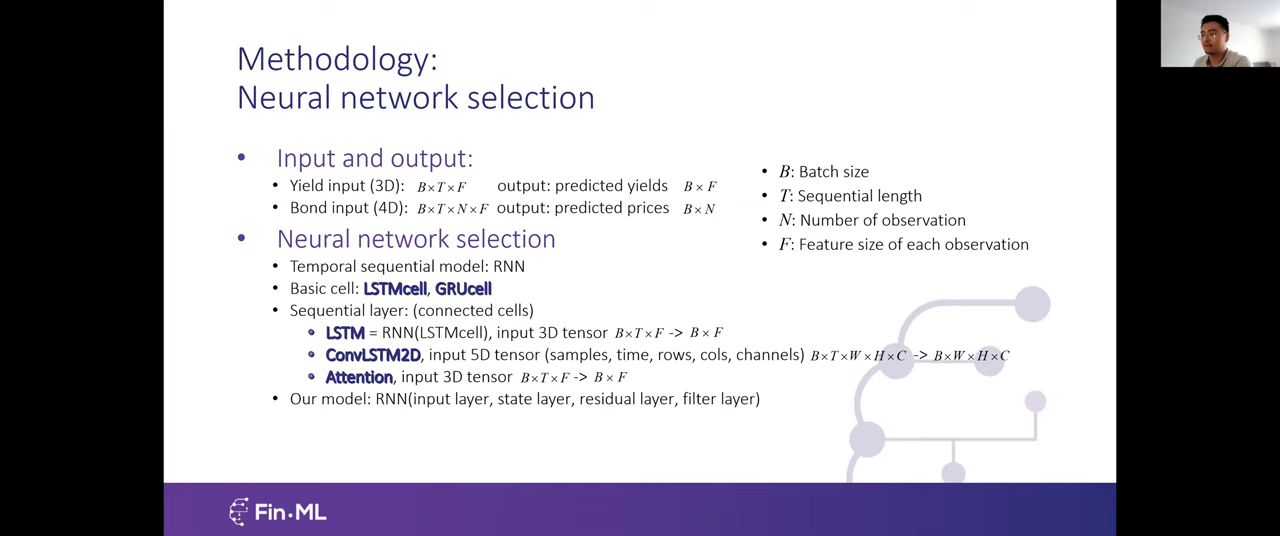 Methodology:
Neural network selection
• Input and output:
• Yield input (3D): B×T×F output: predicted yields B×F
• Bond input (4D): B×T×N×F output: predicted prices B×N
• B: Batch size
• T: Sequential length
• N: Number of observation
• F: Feature size of each observation
• Neural network selection
• Temporal sequential model: RNN
• Basic cell: LSTMcell, GRUcell
• Sequential layer: (connected cells)
• LSTM = RNN(LSTMcell), input 3D tensor B×T×F -> B×F
• ConvLSTM2D, input 5D tensor (samples, time, rows, cols, channels) B×T×W×H×C -> B×W×H×C
• Attention, input 3D tensor B×T×F -> B×F
• Our model: RNN(input layer, state layer, residual layer, filter layer)
Fin·ML